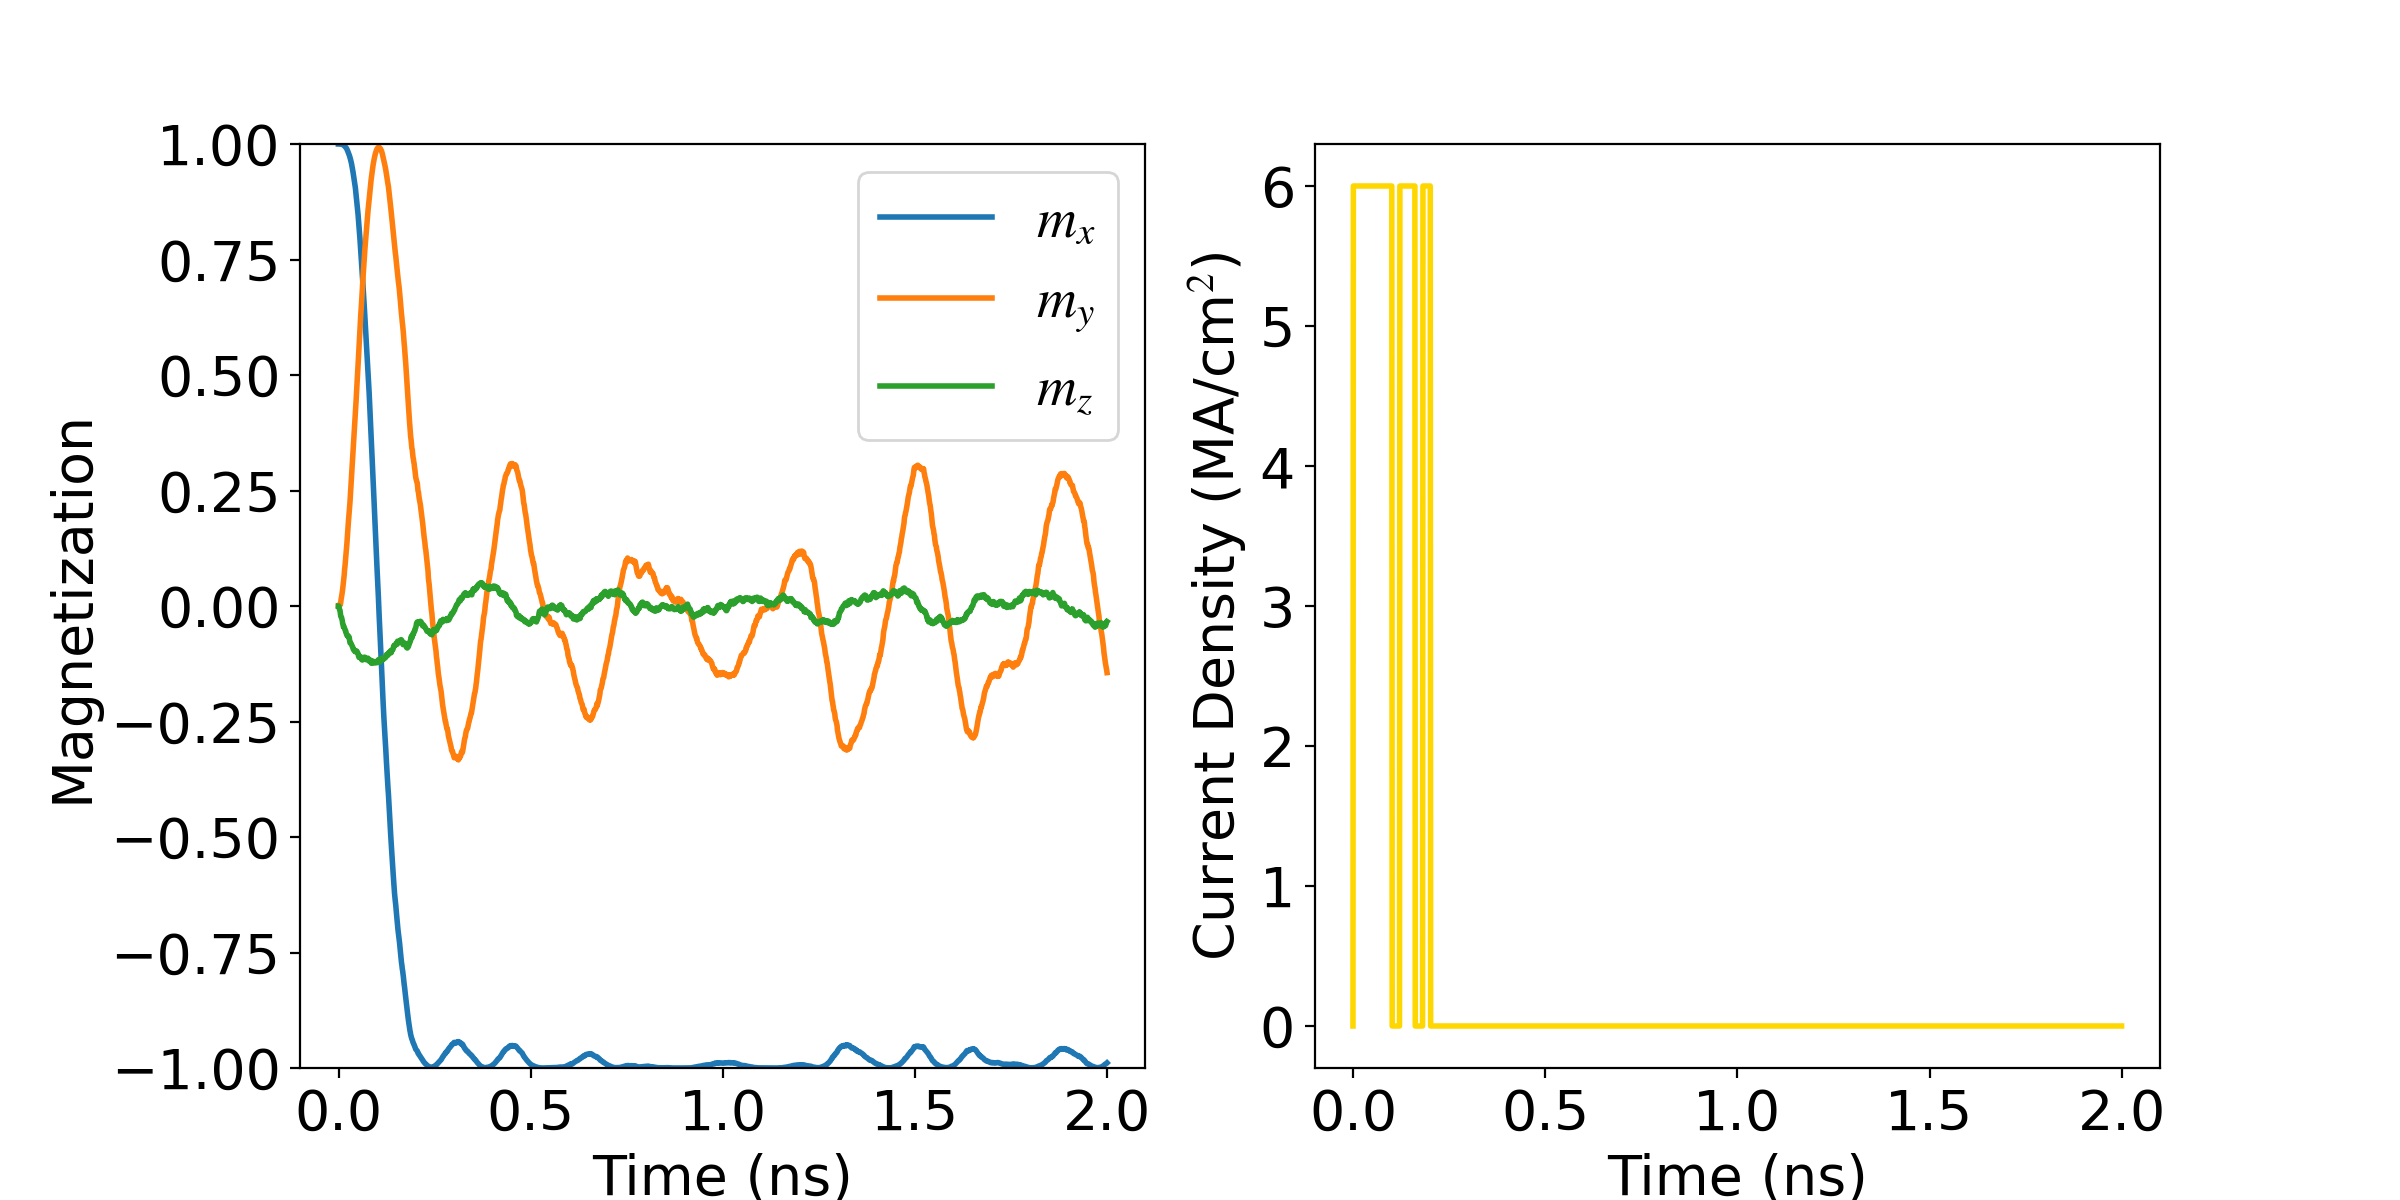 1.00
0.75
0.50
0.25
0.00
−0.25
−0.50
−0.75
−1.00
Magnetization
0.0 0.5 1.0 1.5 2.0
Time (ns)
m_x
m_y
m_z
6
5
4
3
2
1
0
Current Density (MA/cm²)
0.0 0.5 1.0 1.5 2.0
Time (ns)